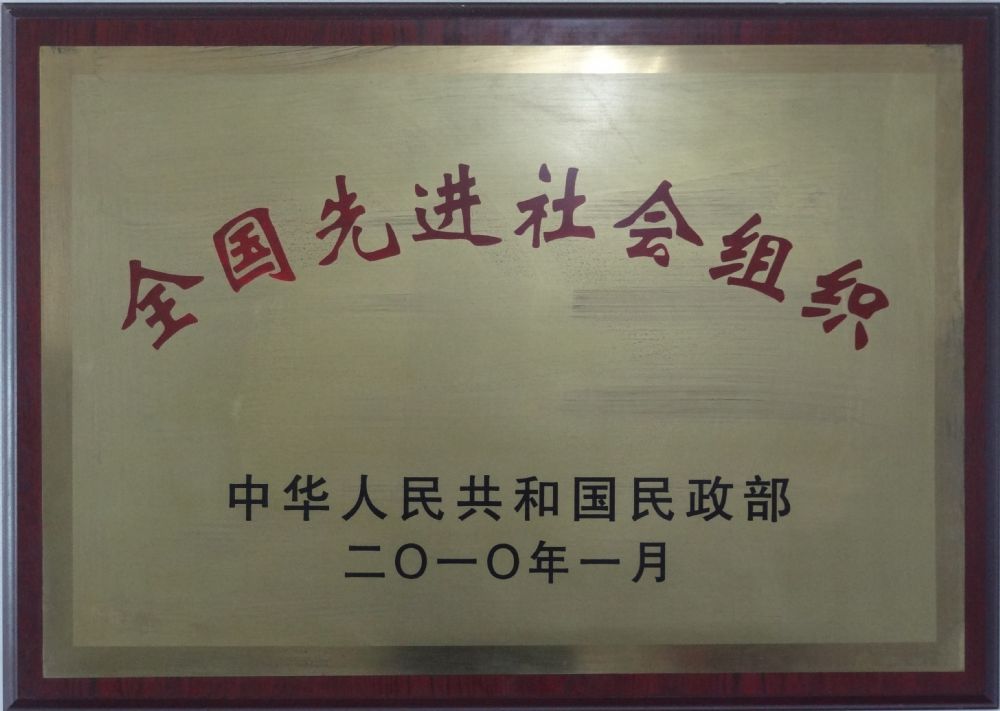 全国先进社会组织
中华人民共和国民政部
二〇一〇年一月